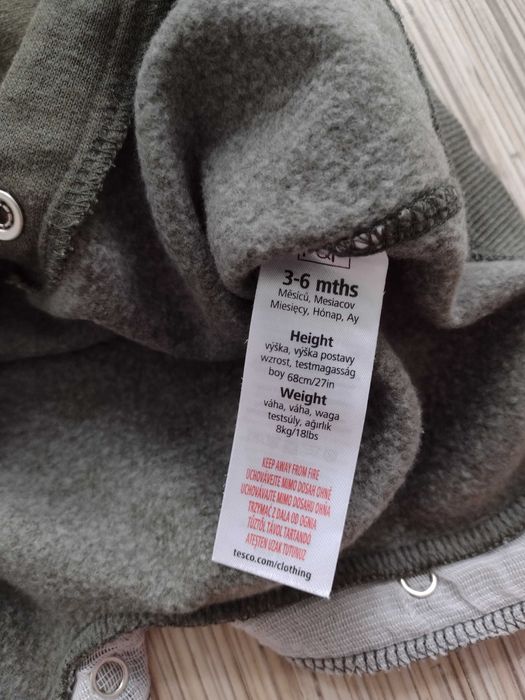 3-6 mths
Měsíců, Mesiacov
Miesięcy, Hónap, Ay
Height
výška, výška postavy
wzrost, testmagasság
boy 68cm/27in
Weight
váha, váha, waga
testsúly, ağırlık
8kg/18lbs
KEEP AWAY FROM FIRE
UCHOVÁVEJTE MIMO DOSAH OHNĚ
UCHOVÁVAJTE MIMO DOSAHU OHŇA
TRZYMAĆ Z DALA OD OGNIA
TŰZTŐL TÁVOL TARTANDÓ
ATEŞTEN UZAK TUTUNUZ
tesco.com/clothing